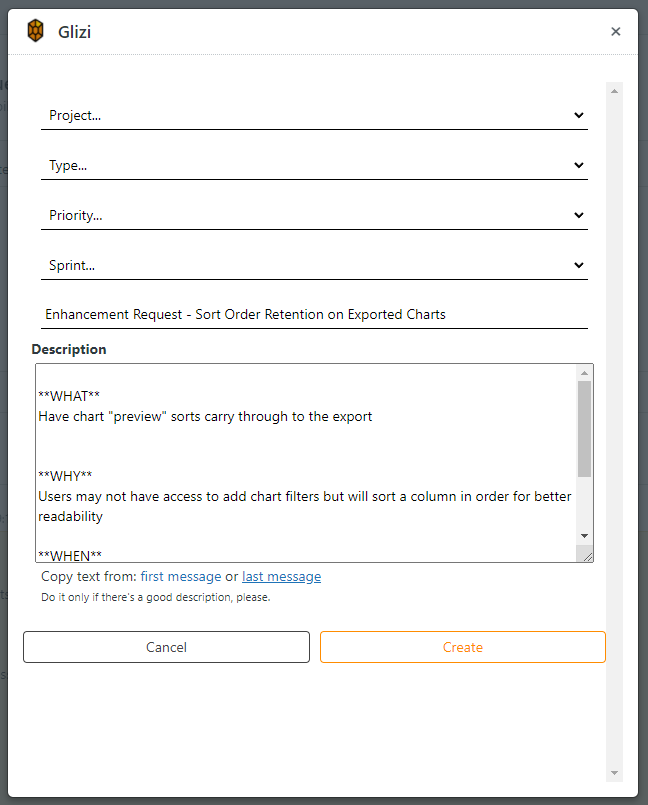 Glizi
×
Project...
Type...
Priority...
Sprint...
Enhancement Request - Sort Order Retention on Exported Charts
Description
**WHAT**
Have chart "preview" sorts carry through to the export
**WHY**
Users may not have access to add chart filters but will sort a column in order for better
readability
**WHEN**
Copy text from: first message or last message
Do it only if there's a good description, please.
Cancel
Create